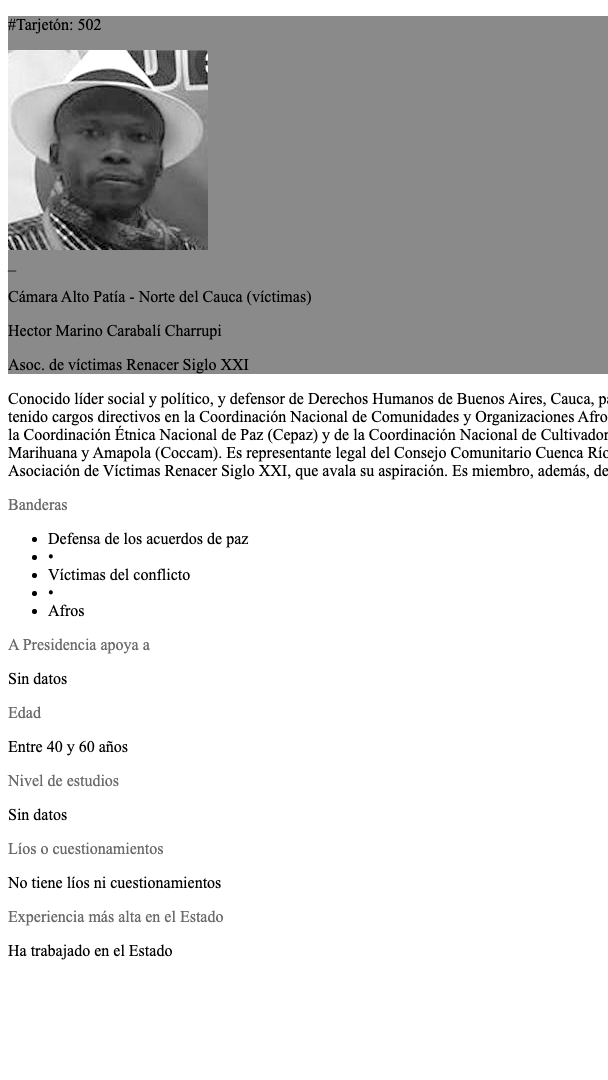 #Tarjetón: 502
_
Cámara Alto Patía - Norte del Cauca (víctimas)
Hector Marino Carabalí Charrupi
Asoc. de víctimas Renacer Siglo XXI
Conocido líder social y político, y defensor de Derechos Humanos de Buenos Aires, Cauca,
tenido cargos directivos en la Coordinación Nacional de Comunidades y Organizaciones Afro
la Coordinación Étnica Nacional de Paz (Cepaz) y de la Coordinación Nacional de Cultivador
Marihuana y Amapola (Coccam). Es representante legal del Consejo Comunitario Cuenca Río
Asociación de Víctimas Renacer Siglo XXI, que avala su aspiración. Es miembro, además, de
Banderas
• Defensa de los acuerdos de paz
• •
• Víctimas del conflicto
• •
• Afros
A Presidencia apoya a
Sin datos
Edad
Entre 40 y 60 años
Nivel de estudios
Sin datos
Líos o cuestionamientos
No tiene líos ni cuestionamientos
Experiencia más alta en el Estado
Ha trabajado en el Estado